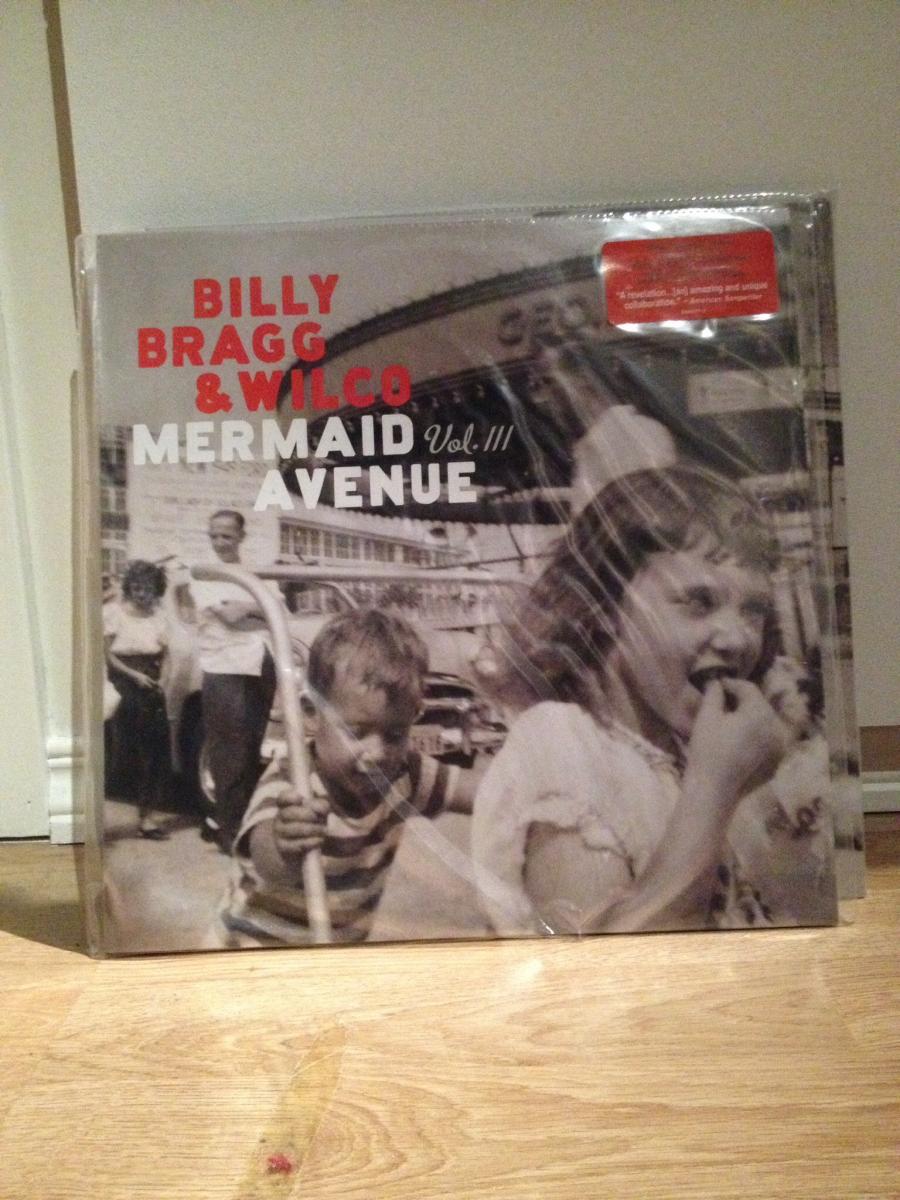 BILLY
BRAGG
& WILCO
MERMAID Vol. III
AVENUE
"A revelation...[an] amazing and unique
collaboration." – American Songwriter